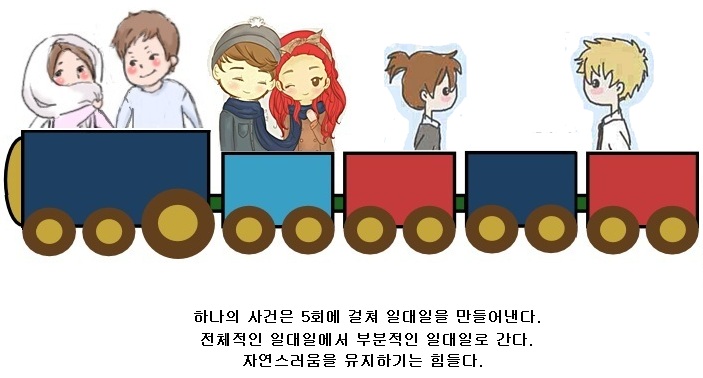 하나의 사건은 5회에 걸쳐 일대일을 만들어낸다.
전체적인 일대일에서 부분적인 일대일로 간다.
자연스러움을 유지하기는 힘들다.